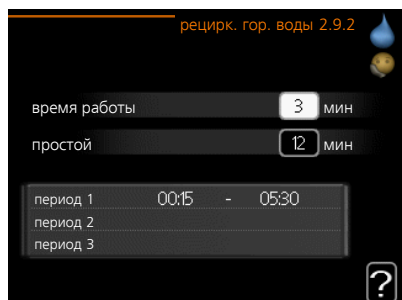 рецирк. гор. воды 2.9.2
время работы 3 мин
простой 12 мин
период 1 00:15 - 05:30
период 2
период 3
?